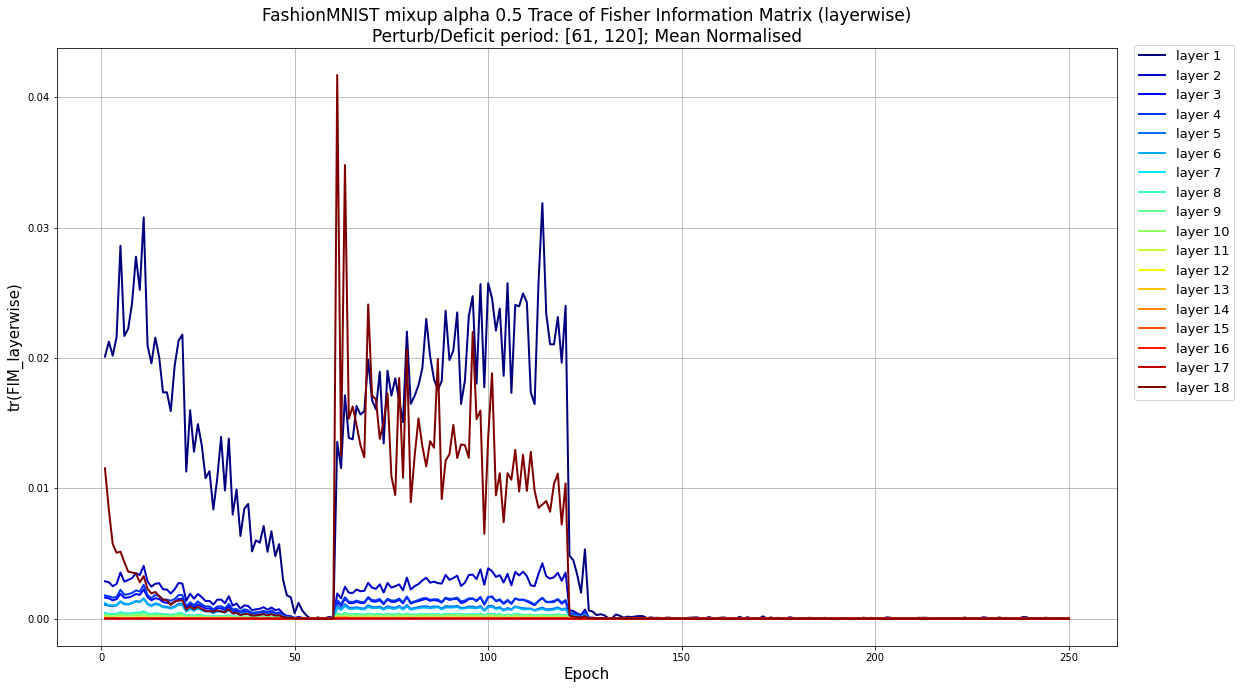 FashionMNIST mixup alpha 0.5 Trace of Fisher Information Matrix (layerwise)
Perturb/Deficit period: [61, 120]; Mean Normalised
tr(FIM_layerwise)
0.04
0.03
0.02
0.01
0.00
0
50
100
150
200
250
Epoch
layer 1
layer 2
layer 3
layer 4
layer 5
layer 6
layer 7
layer 8
layer 9
layer 10
layer 11
layer 12
layer 13
layer 14
layer 15
layer 16
layer 17
layer 18